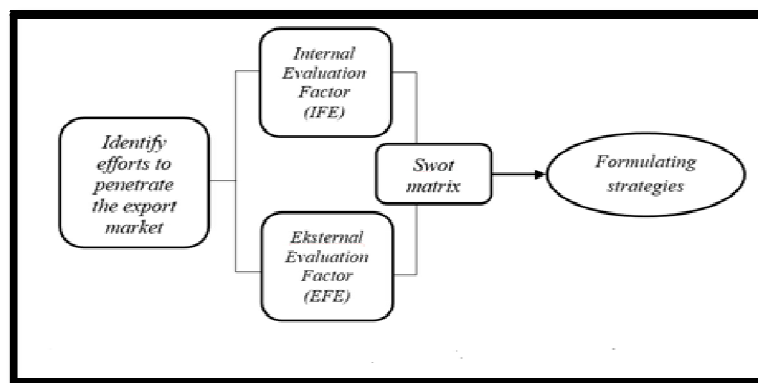 Identify
efforts to
penetrate
the export
market
Internal
Evaluation
Factor
(IFE)
Eksternal
Evaluation
Factor
(EFE)
Swot
matrix
Formulating
strategies